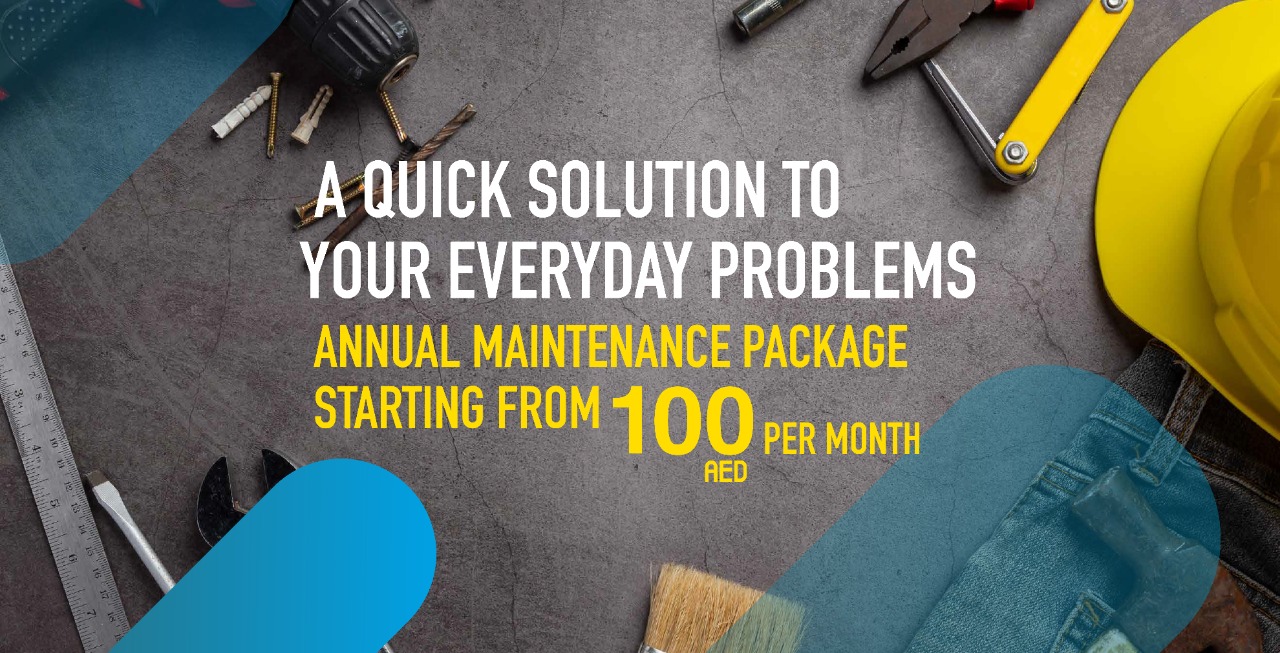 A QUICK SOLUTION TO
YOUR EVERYDAY PROBLEMS
ANNUAL MAINTENANCE PACKAGE
STARTING FROM 100 PER MONTH
AED